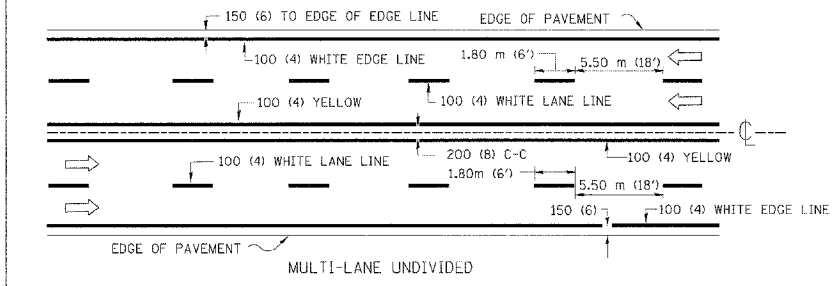 150 (6) TO EDGE OF EDGE LINE
EDGE OF PAVEMENT
100 (4) WHITE EDGE LINE
1.80 m (6')
5.50 m (18')
100 (4) YELLOW
100 (4) WHITE LANE LINE
℄
100 (4) WHITE LANE LINE
200 (8) C-C
100 (4) YELLOW
1.80m (6')
5.50 m (18')
150 (6)
100 (4) WHITE EDGE LINE
EDGE OF PAVEMENT
MULTI-LANE UNDIVIDED